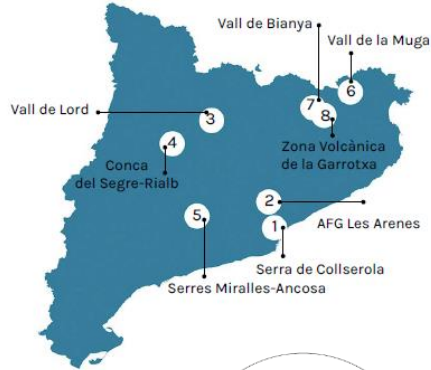 Vall de Bianya
Vall de la Muga
6
7
8
Vall de Lord
3
4
Zona Volcànica
de la Garrotxa
Conca
del Segre-Rialb
2
5
AFG Les Arenes
1
Serra de Collserola
Serres Miralles-Ancosa